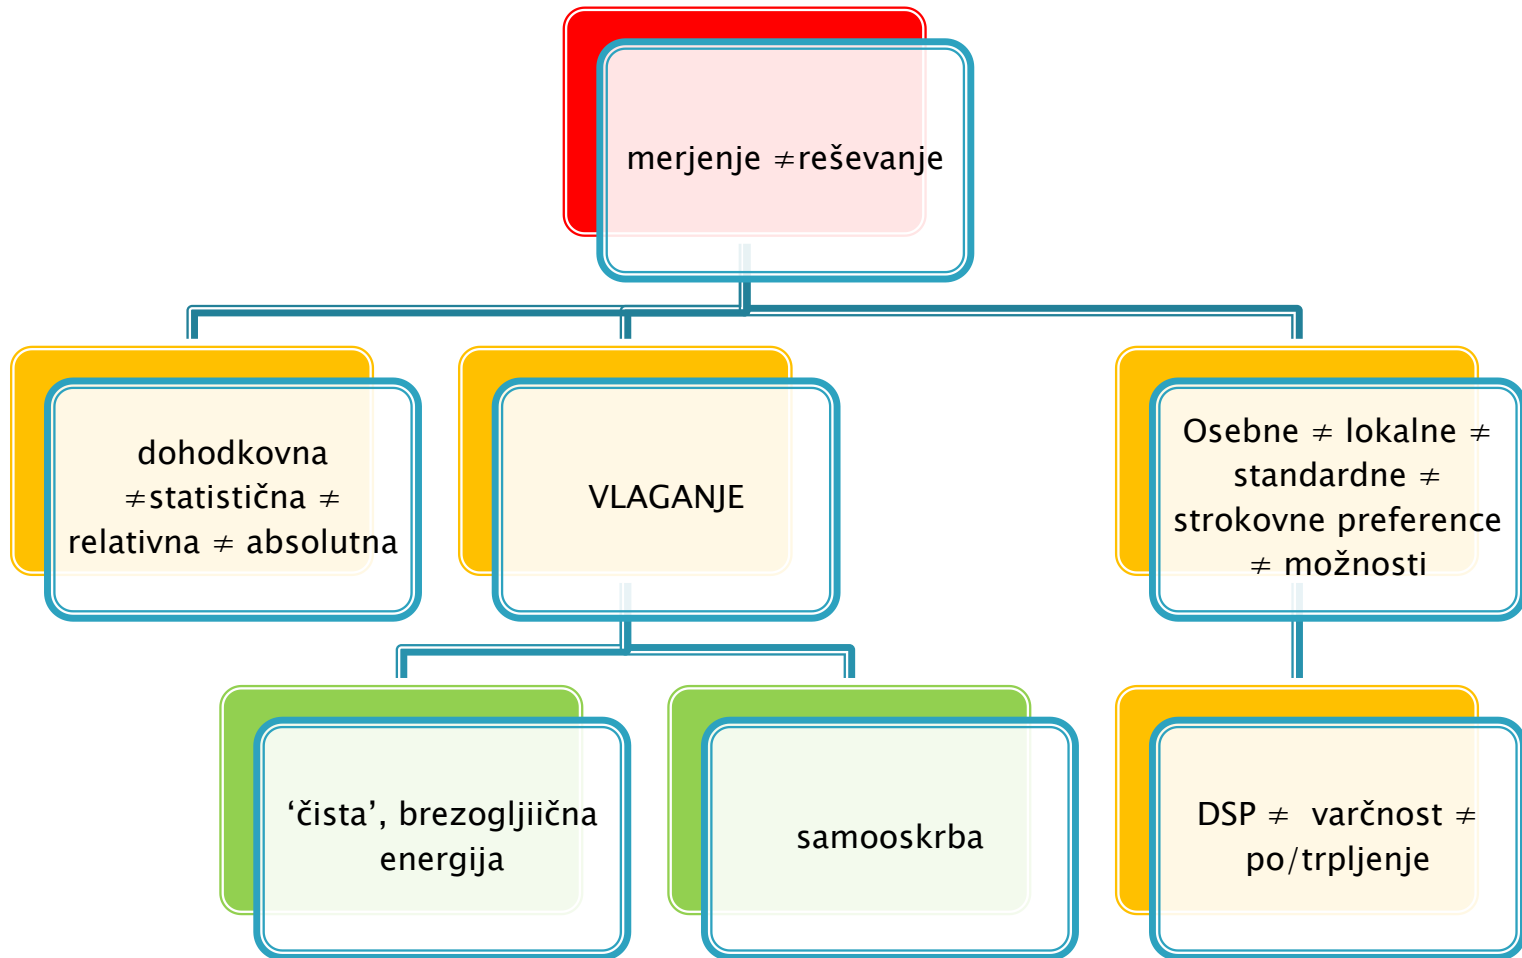 merjenje ≠reševanje
dohodkovna
≠statistična ≠
relativna ≠ absolutna
VLAGANJE
Osebne ≠ lokalne ≠
standardne ≠
strokovne preference
≠ možnosti
‘čista’, brezogljiična
energija
samooskrba
DSP ≠ varčnost ≠
po/trpljenje